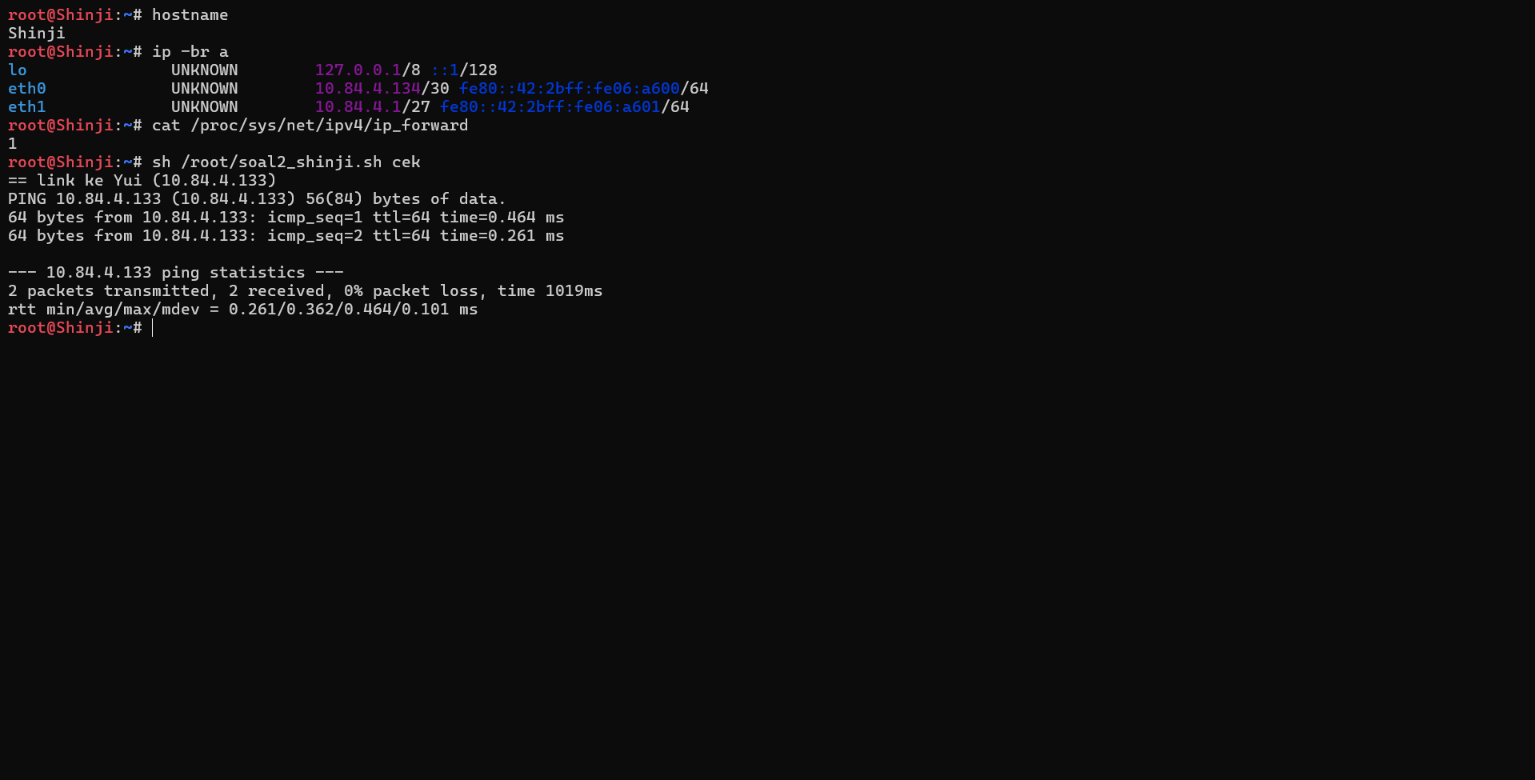 root@Shinji:~# hostname
Shinji
root@Shinji:~# ip -br a
lo               UNKNOWN        127.0.0.1/8 ::1/128
eth0             UNKNOWN        10.84.4.134/30 fe80::42:2bff:fe06:a600/64
eth1             UNKNOWN        10.84.4.1/27 fe80::42:2bff:fe06:a601/64
root@Shinji:~# cat /proc/sys/net/ipv4/ip_forward
1
root@Shinji:~# sh /root/soal2_shinji.sh cek
== link ke Yui (10.84.4.133)
PING 10.84.4.133 (10.84.4.133) 56(84) bytes of data.
64 bytes from 10.84.4.133: icmp_seq=1 ttl=64 time=0.464 ms
64 bytes from 10.84.4.133: icmp_seq=2 ttl=64 time=0.261 ms

--- 10.84.4.133 ping statistics ---
2 packets transmitted, 2 received, 0% packet loss, time 1019ms
rtt min/avg/max/mdev = 0.261/0.362/0.464/0.101 ms
root@Shinji:~#